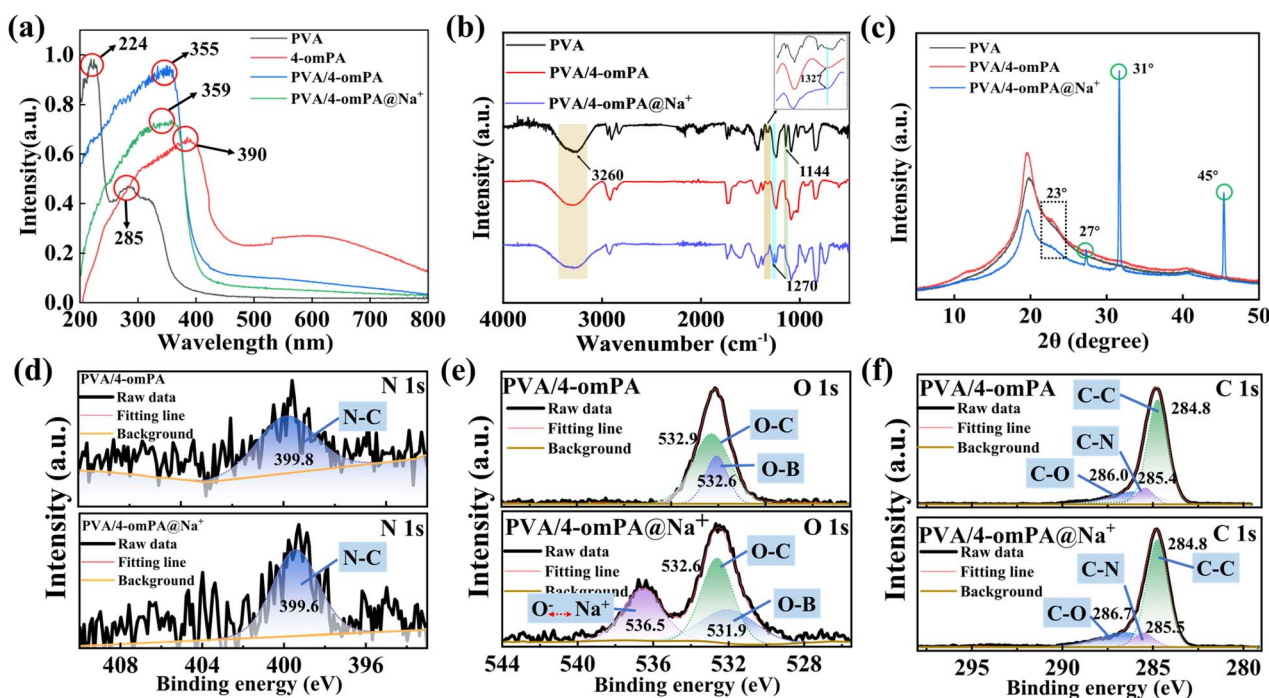 (a)
224
355
359
390
285
PVA
4-omPA
PVA/4-omPA
PVA/4-omPA@Na⁺
Intensity(a.u.)
1.0
0.8
0.6
0.4
0.2
0.0
200 300 400 500 600 700 800
Wavelength (nm)
(b)
PVA
PVA/4-omPA
PVA/4-omPA@Na⁺
1327
3260
1144
1270
Intensity (a.u.)
4000 3000 2000 1000
Wavenumber (cm⁻¹)
(c)
PVA
PVA/4-omPA
PVA/4-omPA@Na⁺
31°
23°
27°
45°
Intensity (a.u.)
10 20 30 40 50
2θ (degree)
(d)
PVA/4-omPA
N 1s
Raw data
Fitting line
Background
N-C
399.8
PVA/4-omPA@Na⁺
N 1s
Raw data
Fitting line
Background
N-C
399.6
Intensity (a.u.)
408 404 400 396
Binding energy (eV)
(e)
PVA/4-omPA
O 1s
Raw data
Fitting line
Background
532.9
O-C
O-B
532.6
PVA/4-omPA@Na⁺
O 1s
Raw data
Fitting line
Background
532.6
O-C
O-B
O⁻ Na⁺
536.5
531.9
Intensity (a.u.)
544 540 536 532 528
Binding energy (eV)
(f)
PVA/4-omPA
C 1s
Raw data
Fitting line
Background
C-C
284.8
C-N
286.0
285.4
C-O
PVA/4-omPA@Na⁺
C 1s
Raw data
Fitting line
Background
284.8
C-N
C-C
C-O
286.7
285.5
Intensity (a.u.)
295 290 285 280
Binding energy (eV)